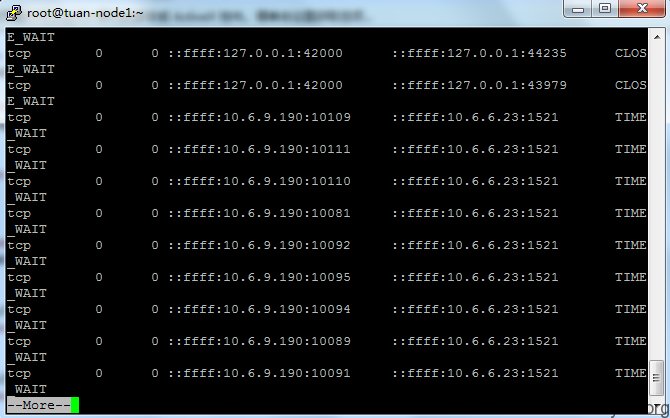 root@tuan-node1:~
E_WAIT
tcp 0 0 ::ffff:127.0.0.1:42000 ::ffff:127.0.0.1:44235 CLOS
E_WAIT
tcp 0 0 ::ffff:127.0.0.1:42000 ::ffff:127.0.0.1:43979 CLOS
E_WAIT
tcp 0 0 ::ffff:10.6.9.190:10109 ::ffff:10.6.6.23:1521 TIME
_WAIT
tcp 0 0 ::ffff:10.6.9.190:10111 ::ffff:10.6.6.23:1521 TIME
_WAIT
tcp 0 0 ::ffff:10.6.9.190:10110 ::ffff:10.6.6.23:1521 TIME
_WAIT
tcp 0 0 ::ffff:10.6.9.190:10081 ::ffff:10.6.6.23:1521 TIME
_WAIT
tcp 0 0 ::ffff:10.6.9.190:10092 ::ffff:10.6.6.23:1521 TIME
_WAIT
tcp 0 0 ::ffff:10.6.9.190:10095 ::ffff:10.6.6.23:1521 TIME
_WAIT
tcp 0 0 ::ffff:10.6.9.190:10094 ::ffff:10.6.6.23:1521 TIME
_WAIT
tcp 0 0 ::ffff:10.6.9.190:10089 ::ffff:10.6.6.23:1521 TIME
_WAIT
tcp 0 0 ::ffff:10.6.9.190:10091 ::ffff:10.6.6.23:1521 TIME
_WAIT
--More--